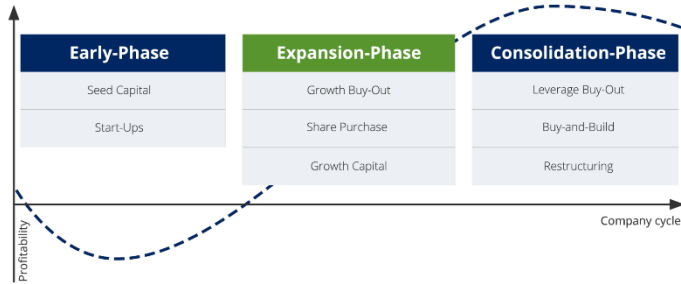 Early-Phase
Seed Capital
Start-Ups
Expansion-Phase
Growth Buy-Out
Share Purchase
Growth Capital
Consolidation-Phase
Leverage Buy-Out
Buy-and-Build
Restructuring
Company cycle
Profitability